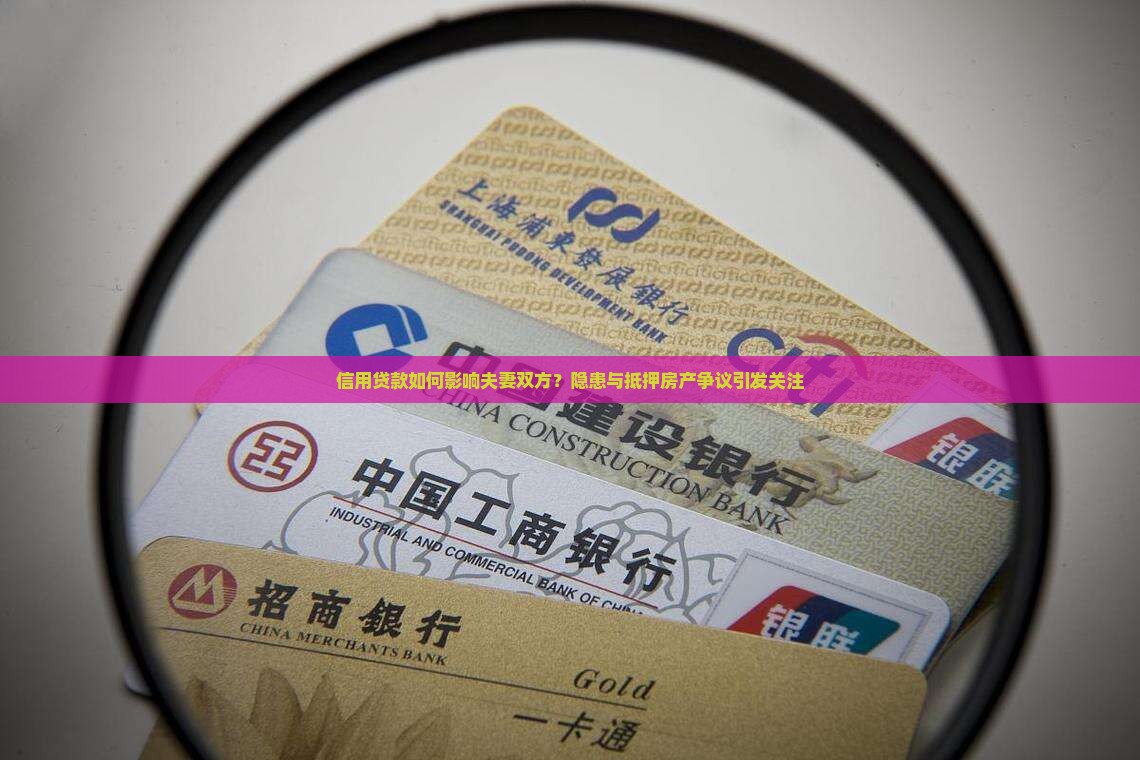 上海浦東發展銀行
SHANGHAI PUDONG DEVELOPMENT BANK
citi
信用贷款如何影响夫妻双方？隐患与抵押房产争议引发关注
中国建设银行
CHINA CONSTRUCTION BANK
银联
中国工商银行
INDUSTRIAL AND COMMERCIAL BANK OF CHINA
银联
招商銀行
CHINA MERCHANTS BANK
Gold
一卡通